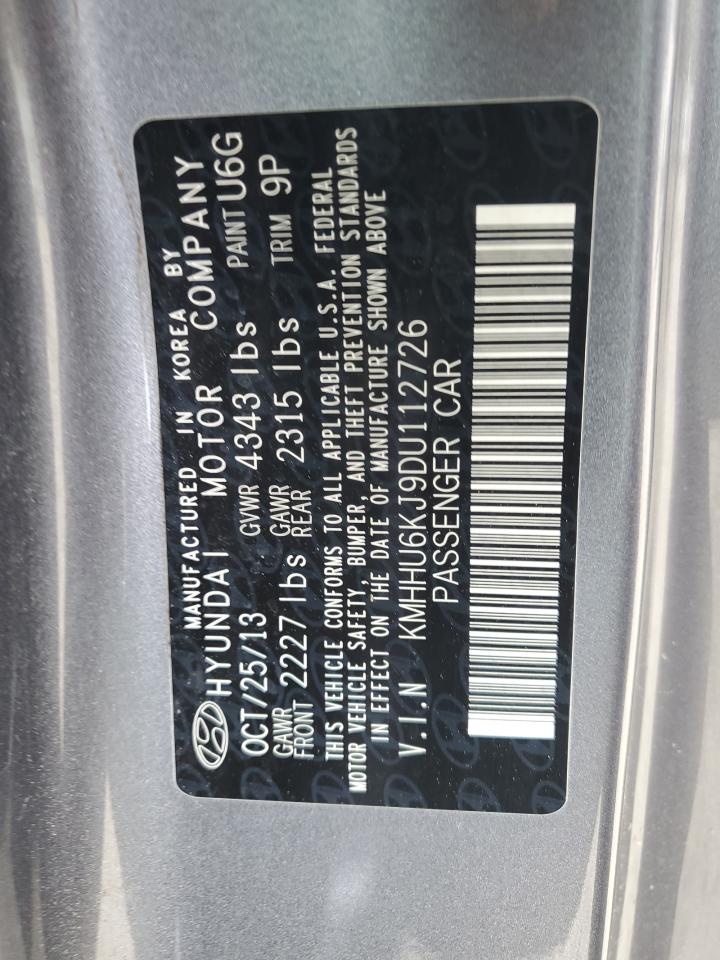 MANUFACTURED IN KOREA BY
HYUNDAI MOTOR COMPANY
OCT/25/13 GVWR 4343 lbs PAINT U6G
GAWR FRONT 2227 lbs GAWR REAR 2315 lbs TRIM 9P
THIS VEHICLE CONFORMS TO ALL APPLICABLE U.S.A. FEDERAL
MOTOR VEHICLE SAFETY, BUMPER, AND THEFT PREVENTION STANDARDS
IN EFFECT ON THE DATE OF MANUFACTURE SHOWN ABOVE
V.I.N KMHHU6KJ9DU112726
PASSENGER CAR